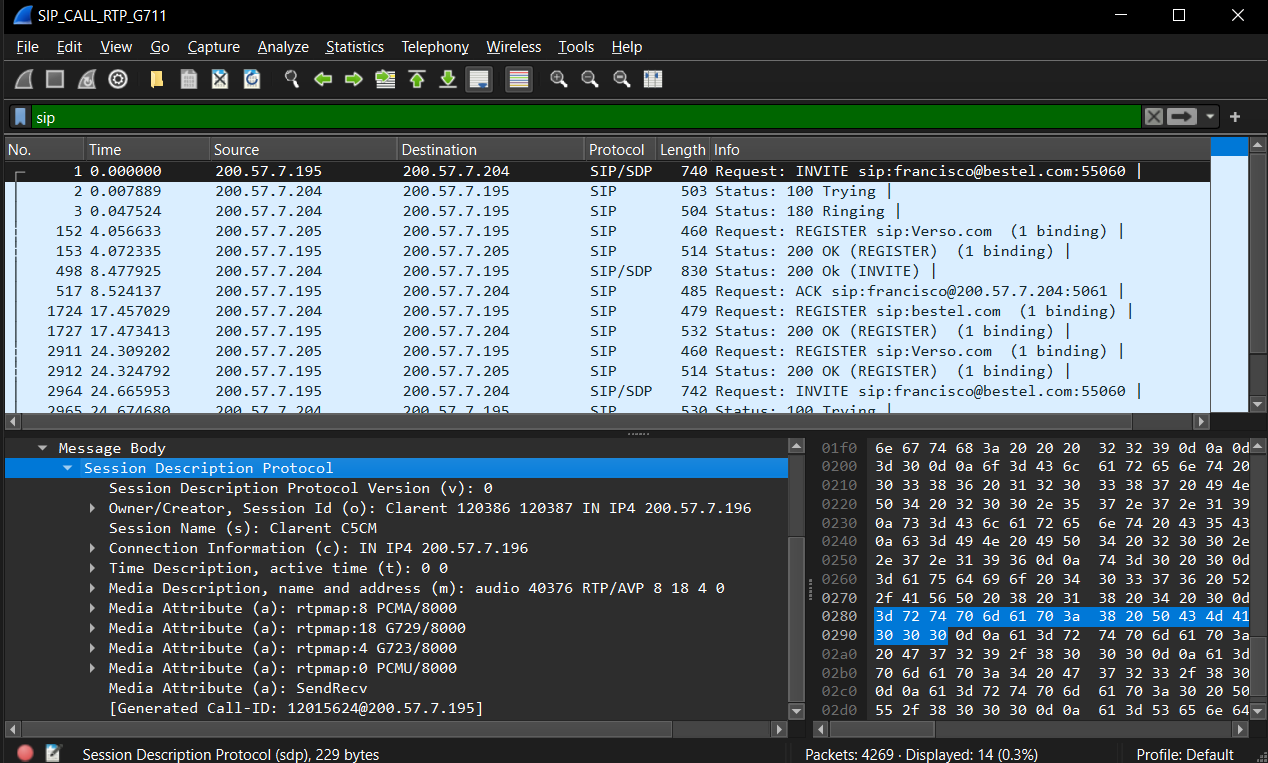 SIP_CALL_RTP_G711
File Edit View Go Capture Analyze Statistics Telephony Wireless Tools Help
sip
No. Time Source Destination Protocol Length Info
1 0.000000 200.57.7.195 200.57.7.204 SIP/SDP 740 Request: INVITE sip:francisco@bestel.com:55060 |
2 0.007889 200.57.7.204 200.57.7.195 SIP 503 Status: 100 Trying |
3 0.047524 200.57.7.204 200.57.7.195 SIP 504 Status: 180 Ringing |
152 4.056633 200.57.7.205 200.57.7.195 SIP 460 Request: REGISTER sip:Verso.com (1 binding) |
153 4.072335 200.57.7.195 200.57.7.205 SIP 514 Status: 200 OK (REGISTER) (1 binding) |
498 8.477925 200.57.7.204 200.57.7.195 SIP/SDP 830 Status: 200 Ok (INVITE) |
517 8.524137 200.57.7.195 200.57.7.204 SIP 485 Request: ACK sip:francisco@200.57.7.204:5061 |
1724 17.457029 200.57.7.204 200.57.7.195 SIP 479 Request: REGISTER sip:bestel.com (1 binding) |
1727 17.473413 200.57.7.195 200.57.7.204 SIP 532 Status: 200 OK (REGISTER) (1 binding) |
2911 24.309202 200.57.7.205 200.57.7.195 SIP 460 Request: REGISTER sip:Verso.com (1 binding) |
2912 24.324792 200.57.7.195 200.57.7.205 SIP 514 Status: 200 OK (REGISTER) (1 binding) |
2964 24.665953 200.57.7.195 200.57.7.204 SIP/SDP 742 Request: INVITE sip:francisco@bestel.com:55060 |
2965 24.674680 200.57.7.204 200.57.7.195 SIP 530 Status: 100 Trying |
Message Body
Session Description Protocol
Session Description Protocol Version (v): 0
Owner/Creator, Session Id (o): Clarent 120386 120387 IN IP4 200.57.7.196
Session Name (s): Clarent C5CM
Connection Information (c): IN IP4 200.57.7.196
Time Description, active time (t): 0 0
Media Description, name and address (m): audio 40376 RTP/AVP 8 18 4 0
Media Attribute (a): rtpmap:8 PCMA/8000
Media Attribute (a): rtpmap:18 G729/8000
Media Attribute (a): rtpmap:4 G723/8000
Media Attribute (a): rtpmap:0 PCMU/8000
Media Attribute (a): SendRecv
[Generated Call-ID: 12015624@200.57.7.195]
01f0 6e 67 74 68 3a 20 20 20 32 32 39 0d 0a 0d
0200 3d 30 0d 0a 6f 3d 43 6c 61 72 65 6e 74 20
0210 30 33 38 36 20 31 32 30 33 38 37 20 49 4e
0220 50 34 20 32 30 30 2e 35 37 2e 37 2e 31 39
0230 0a 73 3d 43 6c 61 72 65 6e 74 20 43 35 43
0240 0a 63 3d 49 4e 20 49 50 34 20 32 30 30 2e
0250 2e 37 2e 31 39 36 0d 0a 74 3d 30 20 30 0d
0260 3d 61 75 64 69 6f 20 34 30 33 37 36 20 52
0270 2f 41 56 50 20 38 20 31 38 20 34 20 30 0d
0280 3d 72 74 70 6d 61 70 3a 38 20 50 43 4d 41
0290 30 30 30 0d 0a 61 3d 72 74 70 6d 61 70 3a
02a0 20 47 37 32 39 2f 38 30 30 30 0d 0a 61 3d
02b0 70 6d 61 70 3a 34 20 47 37 32 33 2f 38 30
02c0 0d 0a 61 3d 72 74 70 6d 61 70 3a 30 20 50
02d0 55 2f 38 30 30 30 0d 0a 61 3d 53 65 6e 64
Session Description Protocol (sdp), 229 bytes
Packets: 4269 · Displayed: 14 (0.3%)
Profile: Default